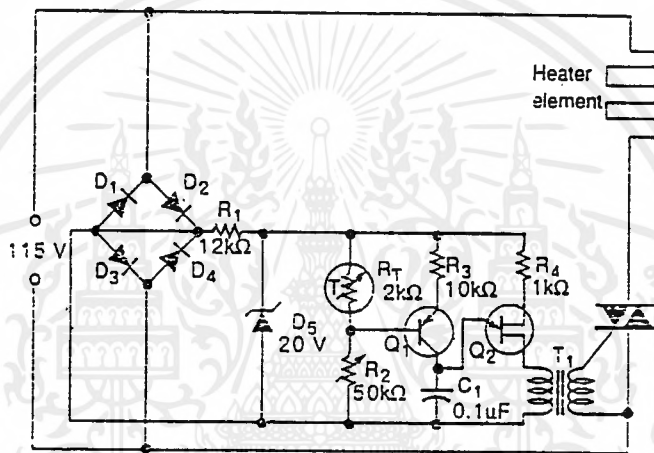 Heater
element
D1
D2
R1
12kΩ
115 V
D3
D4
D5
20 V
T
RT
2kΩ
R3
10kΩ
R4
1kΩ
Q1
Q2
R2
50kΩ
C1
0.1uF
T1